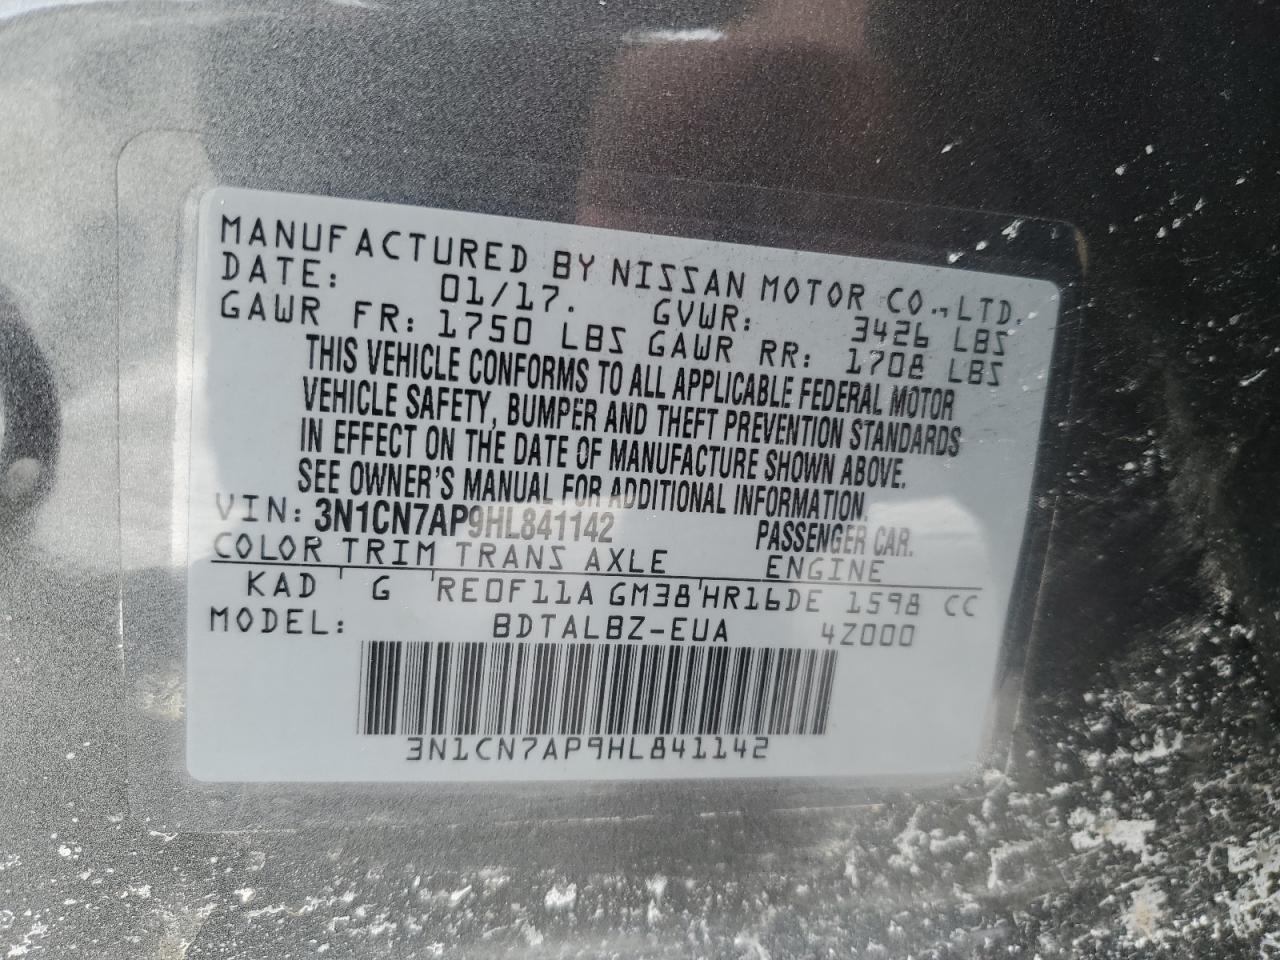 MANUFACTURED BY NISSAN MOTOR CO.,LTD.
DATE: 01/17. GVWR: 3426 LBS
GAWR FR: 1750 LBS GAWR RR: 1708 LBS
THIS VEHICLE CONFORMS TO ALL APPLICABLE FEDERAL MOTOR
VEHICLE SAFETY, BUMPER AND THEFT PREVENTION STANDARDS
IN EFFECT ON THE DATE OF MANUFACTURE SHOWN ABOVE.
SEE OWNER'S MANUAL FOR ADDITIONAL INFORMATION.
VIN: 3N1CN7AP9HL841142 PASSENGER CAR.
COLOR TRIM TRANS AXLE ENGINE
KAD G RE0F11A GM38 HR16DE 1598 CC
MODEL: BDTALBZ-EUA 4Z000
3N1CN7AP9HL841142